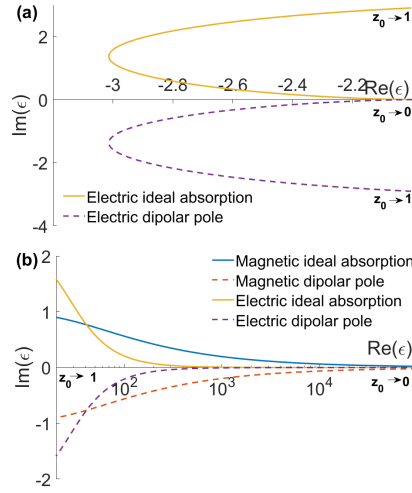 (a)
2
0
-2
-4
Im(ϵ)
z₀→1
-3
-2.8
-2.6
-2.4
-2.2
Re(ϵ)
z₀→0
z₀→1
Electric ideal absorption
Electric dipolar pole
(b)
2
1
0
-1
-2
Im(ϵ)
Magnetic ideal absorption
Magnetic dipolar pole
Electric ideal absorption
Electric dipolar pole
Re(ϵ)
z₀→1
10²
10³
10⁴
z₀→0